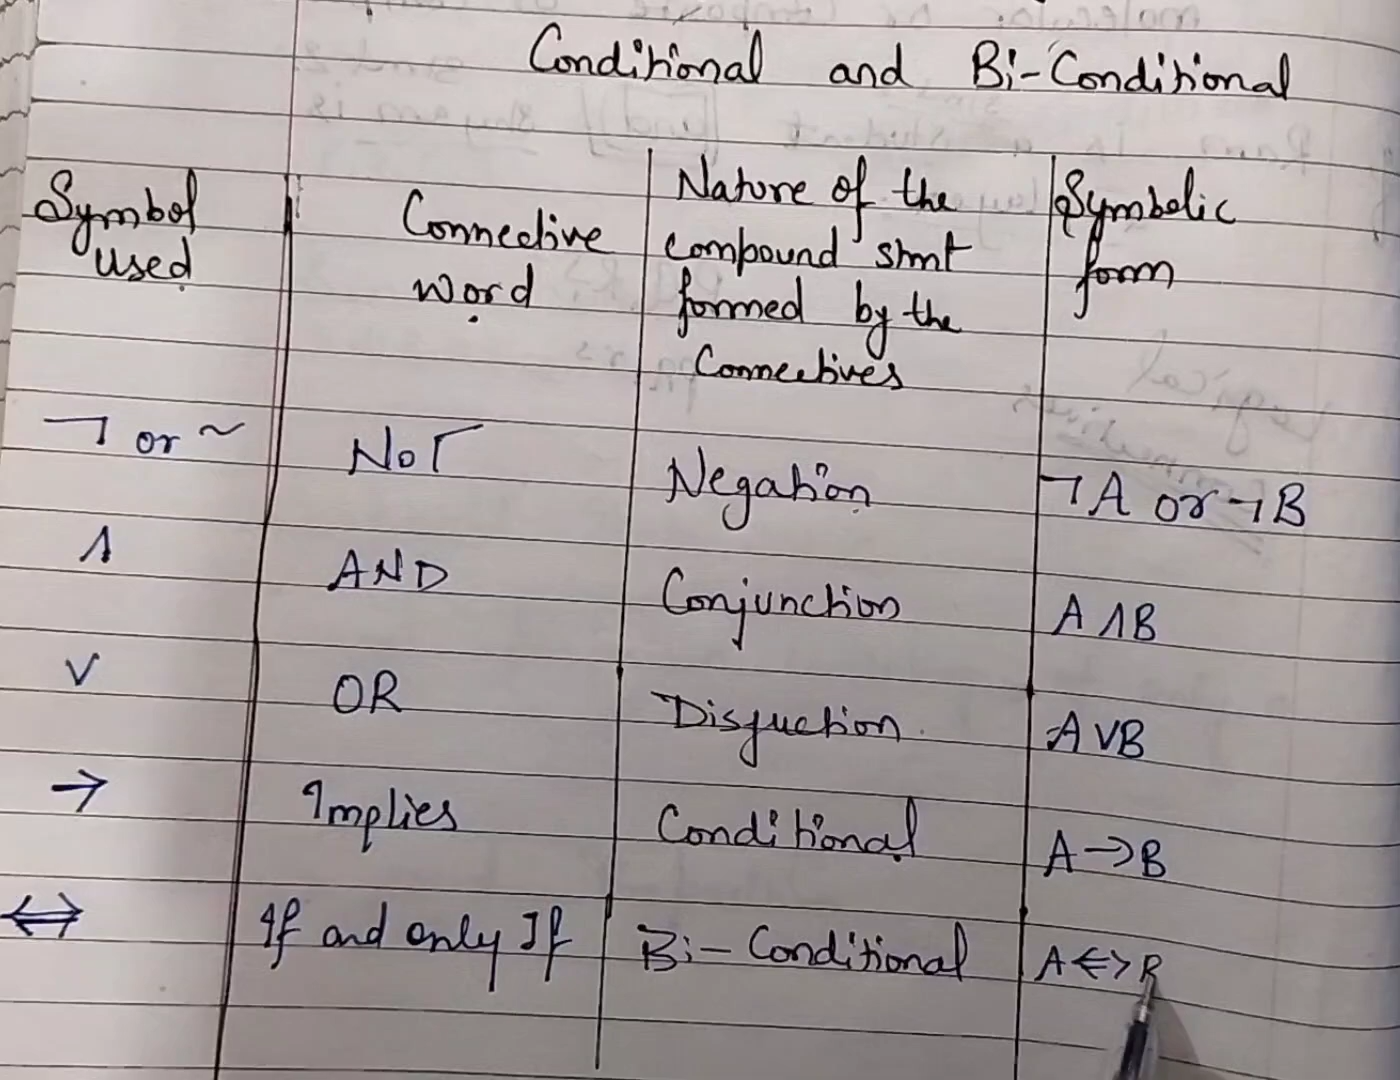 Conditional and Bi-Conditional
Symbol used | Connective word | Nature of the compound stmt formed by the Connectives | Symbolic form
¬ or ~ | NOT | Negation | ¬A or ¬B
∧ | AND | Conjunction | A∧B
∨ | OR | Disjuction | A∨B
→ | Implies | Conditional | A→B
⇔ | If and only If | Bi-Conditional | A⇔B